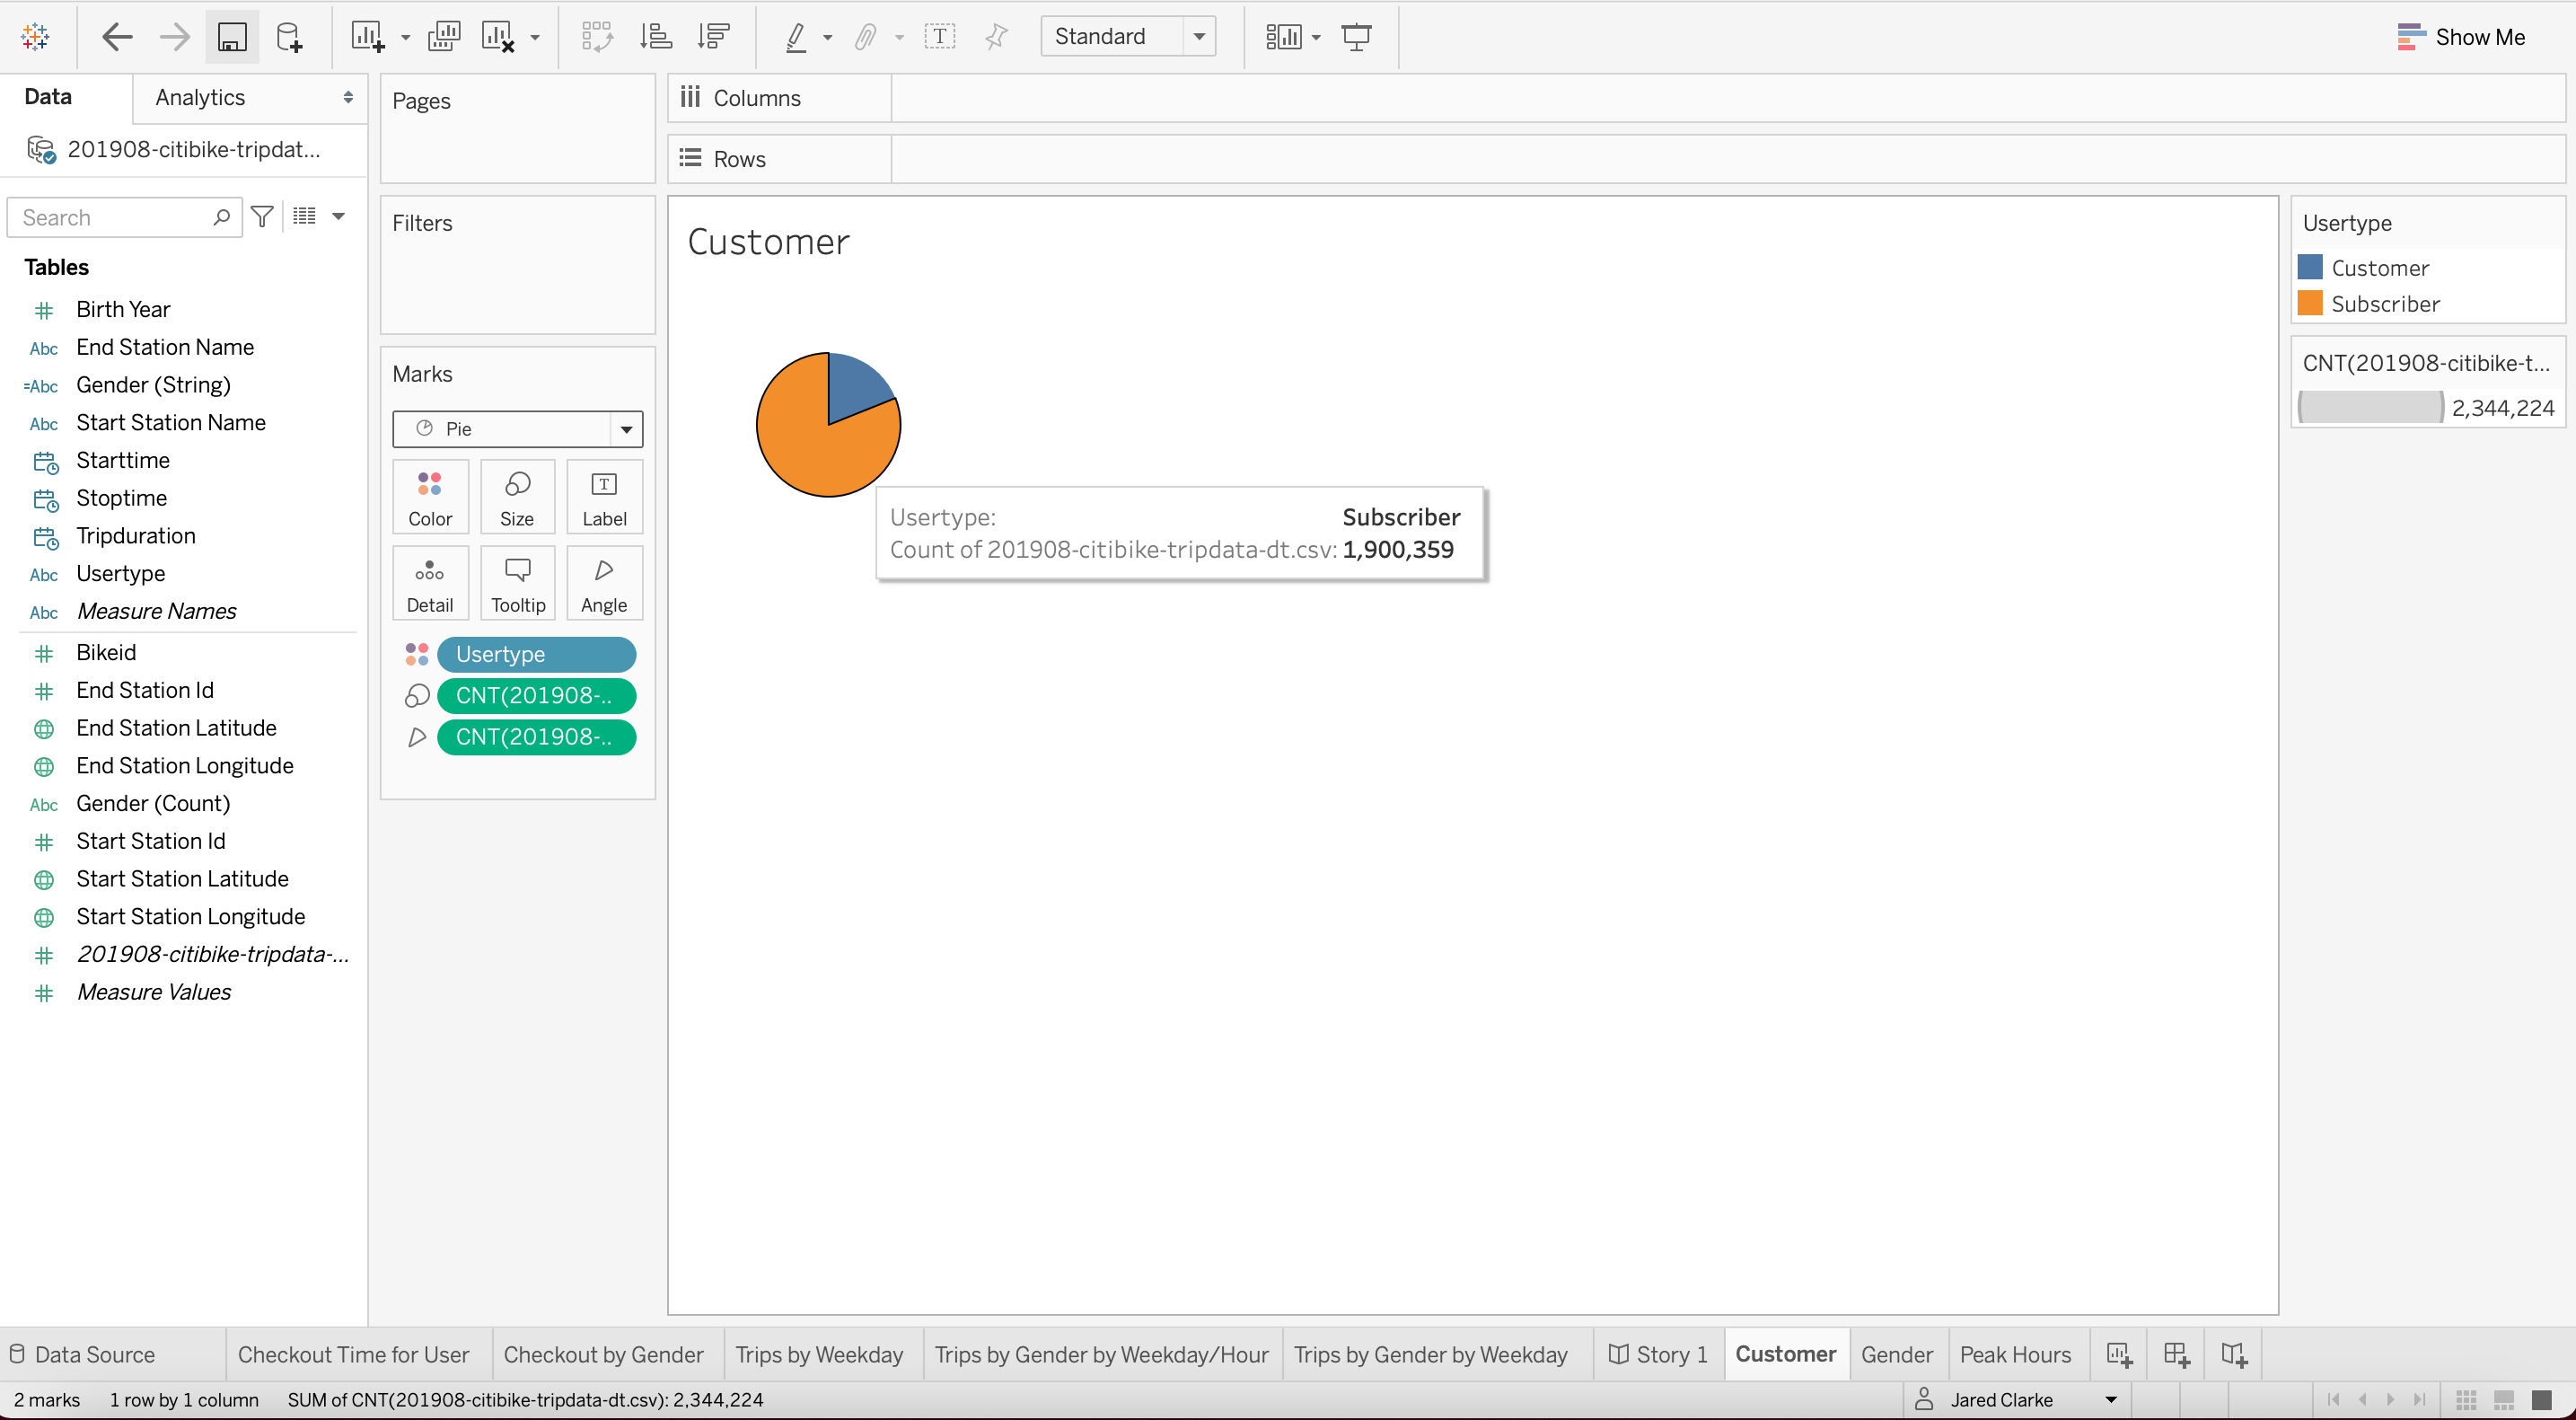 Standard
Show Me
Data
Analytics
201908-citibike-tripdat...
Search
Tables
Birth Year
Abc End Station Name
=Abc Gender (String)
Abc Start Station Name
Starttime
Stoptime
Tripduration
Abc Usertype
Abc Measure Names
Bikeid
End Station Id
End Station Latitude
End Station Longitude
Abc Gender (Count)
Start Station Id
Start Station Latitude
Start Station Longitude
201908-citibike-tripdata-...
Measure Values
Pages
Filters
Marks
Pie
Color Size Label
Detail Tooltip Angle
Usertype
CNT(201908-..
CNT(201908-..
Columns
Rows
Customer
Usertype: Subscriber
Count of 201908-citibike-tripdata-dt.csv: 1,900,359
Usertype
Customer
Subscriber
CNT(201908-citibike-t...
2,344,224
Data Source Checkout Time for User Checkout by Gender Trips by Weekday Trips by Gender by Weekday/Hour Trips by Gender by Weekday Story 1 Customer Gender Peak Hours
2 marks 1 row by 1 column SUM of CNT(201908-citibike-tripdata-dt.csv): 2,344,224 Jared Clarke